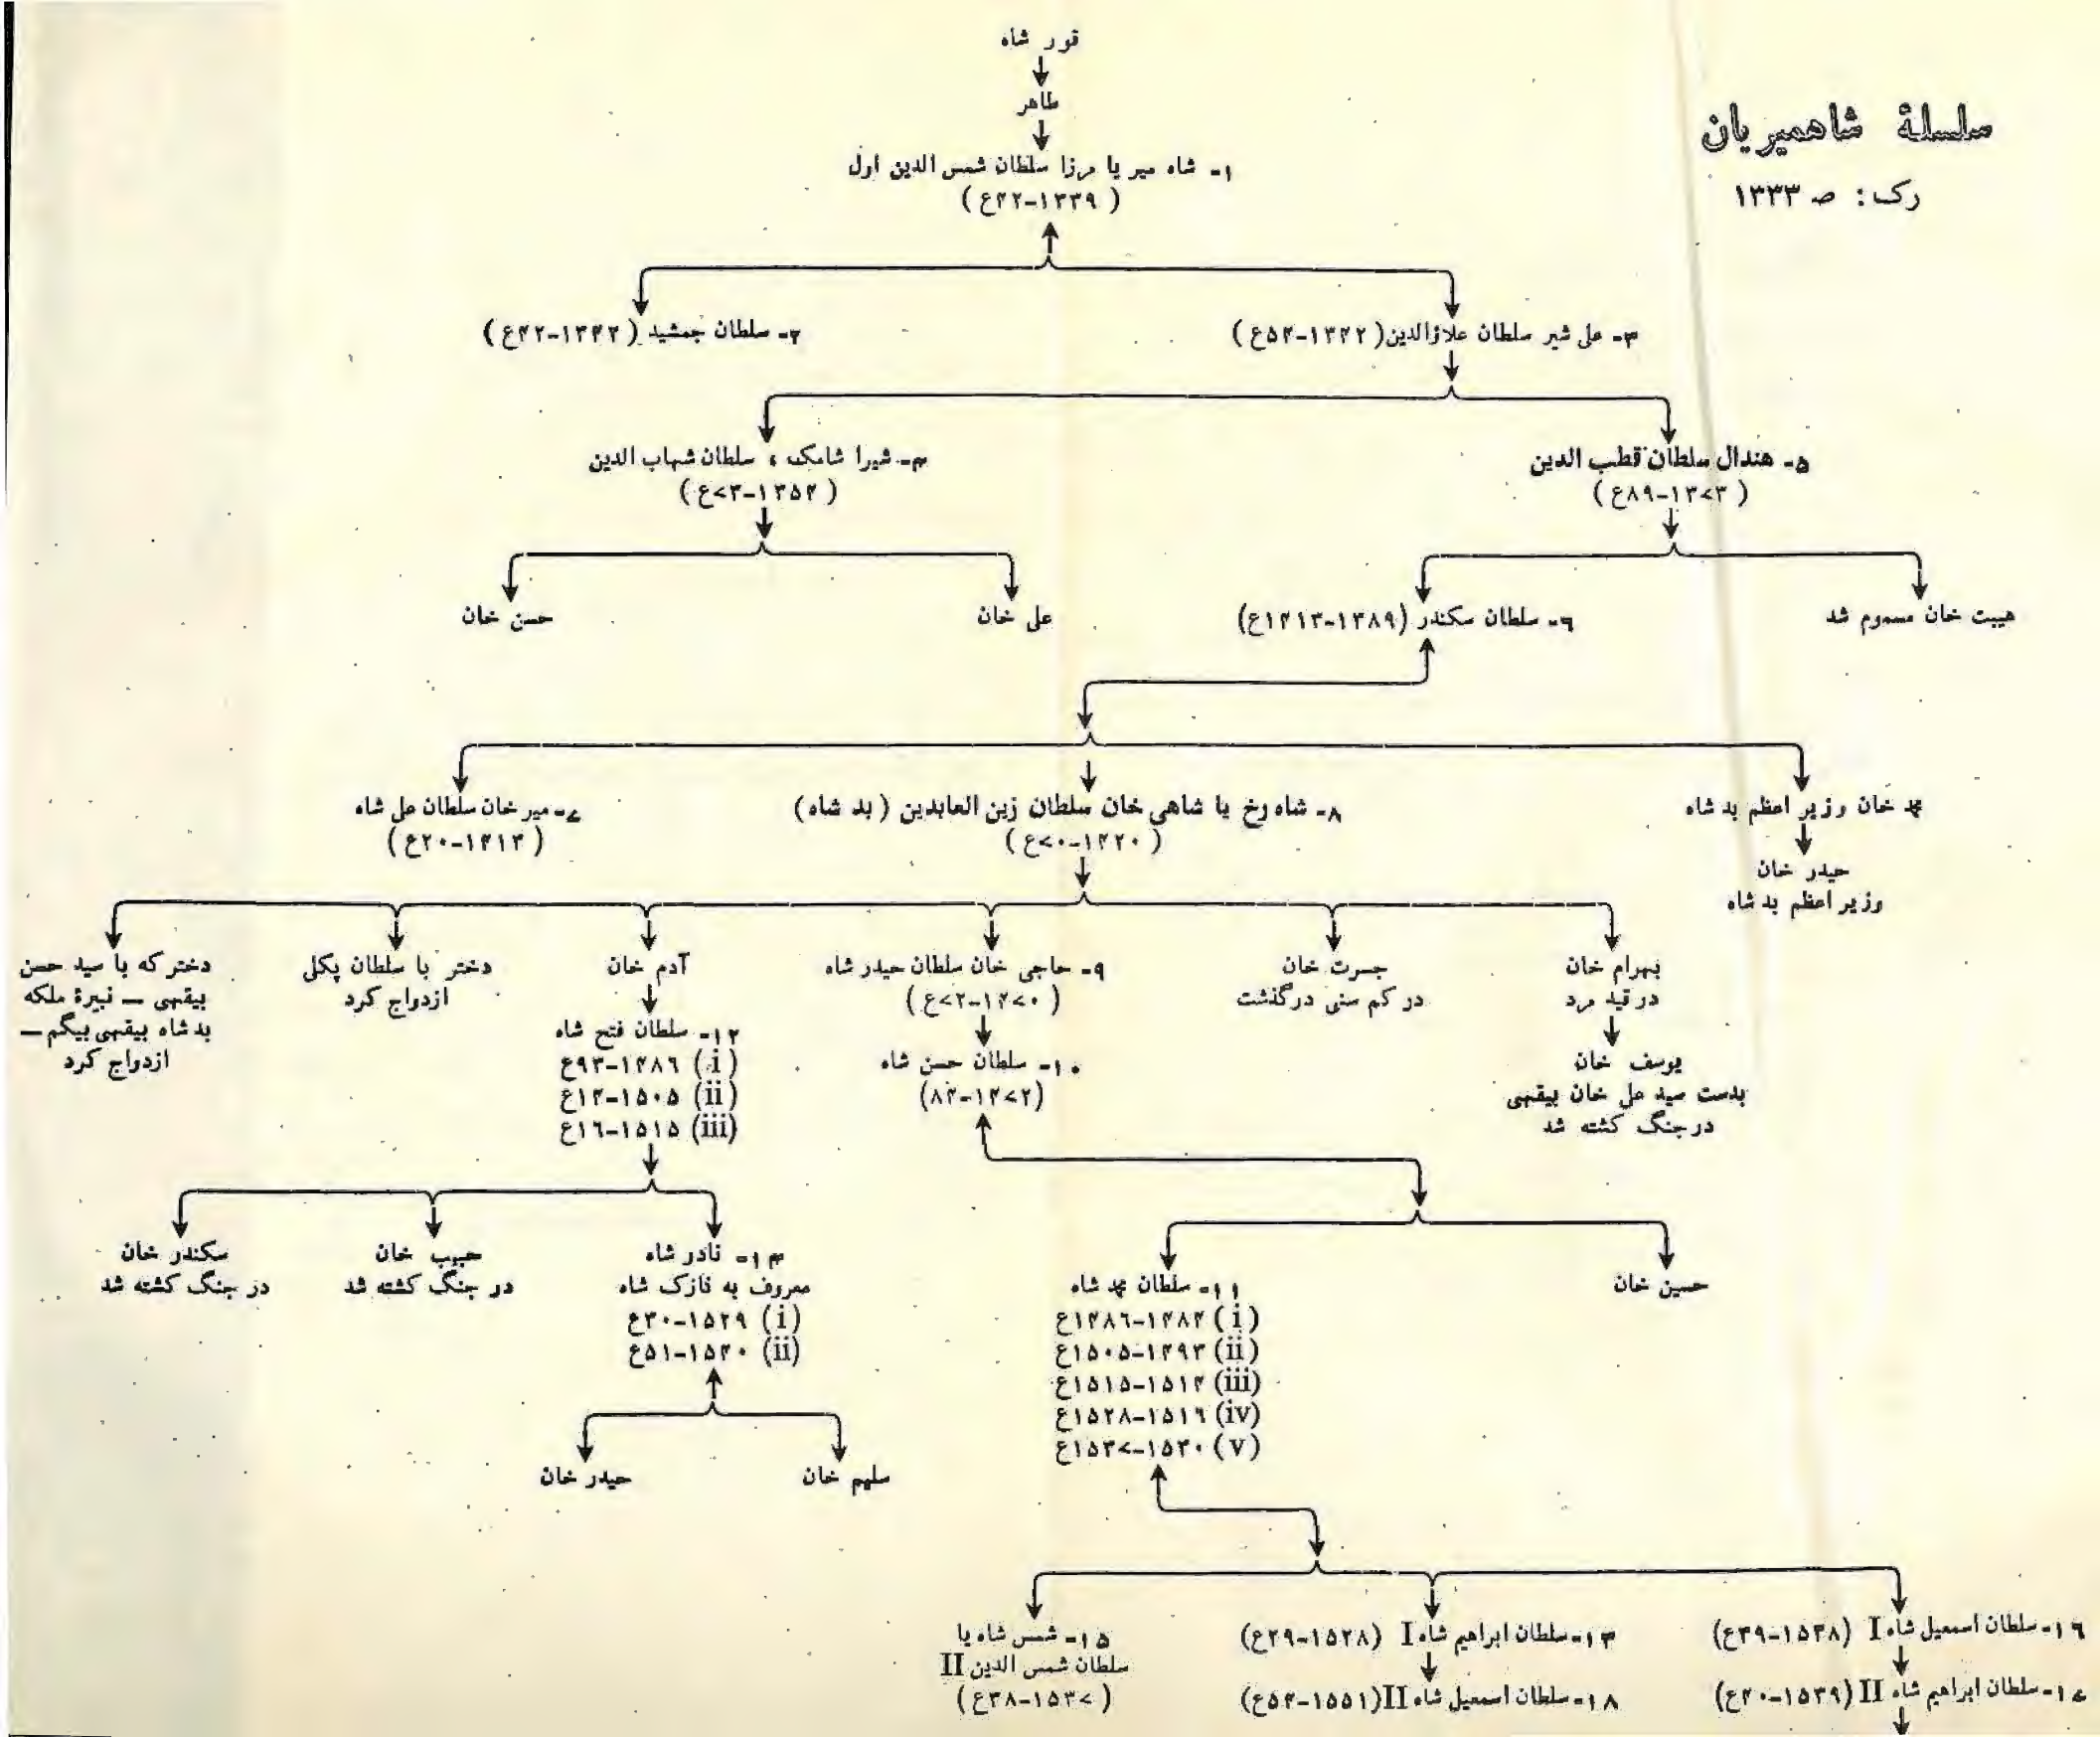 سلسلهٔ شاهمیریان
رک : ص ۱۳۳۳
قور شاه
طاهر
۱- شاه میر یا مرزا سلطان شمس الدین اول
( ۱۳۳۹-۴۲ع )
۲- سلطان جمشید ( ۱۳۴۲-۴۲ع )
۳- علی شیر سلطان علاؤالدین ( ۱۳۴۲-۵۴ع )
۴- شیرا شامک ، سلطان شهاب الدین
( ۱۳۵۴-۷۳ع )
۵- هندال سلطان قطب الدین
( ۱۳۷۳-۸۹ع )
حسن خان
علی خان
۶- سلطان سکندر (۱۳۸۹-۱۴۱۳ع)
هیبت خان مسموم شد
۷- میر خان سلطان علی شاه
( ۱۴۱۳-۲۰ع )
۸- شاه رخ یا شاهی خان سلطان زین العابدین ( بد شاه )
( ۱۴۲۰-۷۰ع )
محمد خان وزیر اعظم بد شاه
حیدر خان
وزیر اعظم بد شاه
دختر که با سید حسن
بیقهی — نبیرهٔ ملکه
بد شاه بیقهی بیگم —
ازدواج کرد
دختر با سلطان پکلی
ازدواج کرد
آدم خان
۱۲- سلطان فتح شاه
(i) ۱۴۸۶-۹۳ع
(ii) ۱۵۰۵-۱۴ع
(iii) ۱۵۱۵-۱۶ع
۹- حاجی خان سلطان حیدر شاه
( ۱۴۷۰-۷۲ع )
۱۰- سلطان حسن شاه
(۱۴۷۲-۸۴)
جسرت خان
در کم سنی درگذشت
بهرام خان
در قید مرد
یوسف خان
بدست سید علی خان بیقهی
در جنگ کشته شد
سکندر خان
در جنگ کشته شد
حبیب خان
در جنگ کشته شد
۱۴- نادر شاه
معروف به نازک شاه
(i) ۱۵۲۹-۳۰ع
(ii) ۱۵۴۰-۵۱ع
۱۱- سلطان محمد شاه
(i) ۱۴۸۴-۱۴۸۶ع
(ii) ۱۴۹۳-۱۵۰۵ع
(iii) ۱۵۱۴-۱۵۱۵ع
(iv) ۱۵۱۶-۱۵۲۸ع
(v) ۱۵۳۰-۱۵۳۷ع
حسین خان
حیدر خان
سلیم خان
۱۵- شمس شاه یا
سلطان شمس الدین II
( ۱۵۳۷-۳۸ع )
۱۳- سلطان ابراهیم شاه I (۱۵۲۸-۲۹ع)
۱۸- سلطان اسمعیل شاه II (۱۵۵۱-۵۴ع)
۱۶- سلطان اسمعیل شاه I (۱۵۳۸-۳۹ع)
۱۷- سلطان ابراهیم شاه II (۱۵۳۹-۴۰ع)